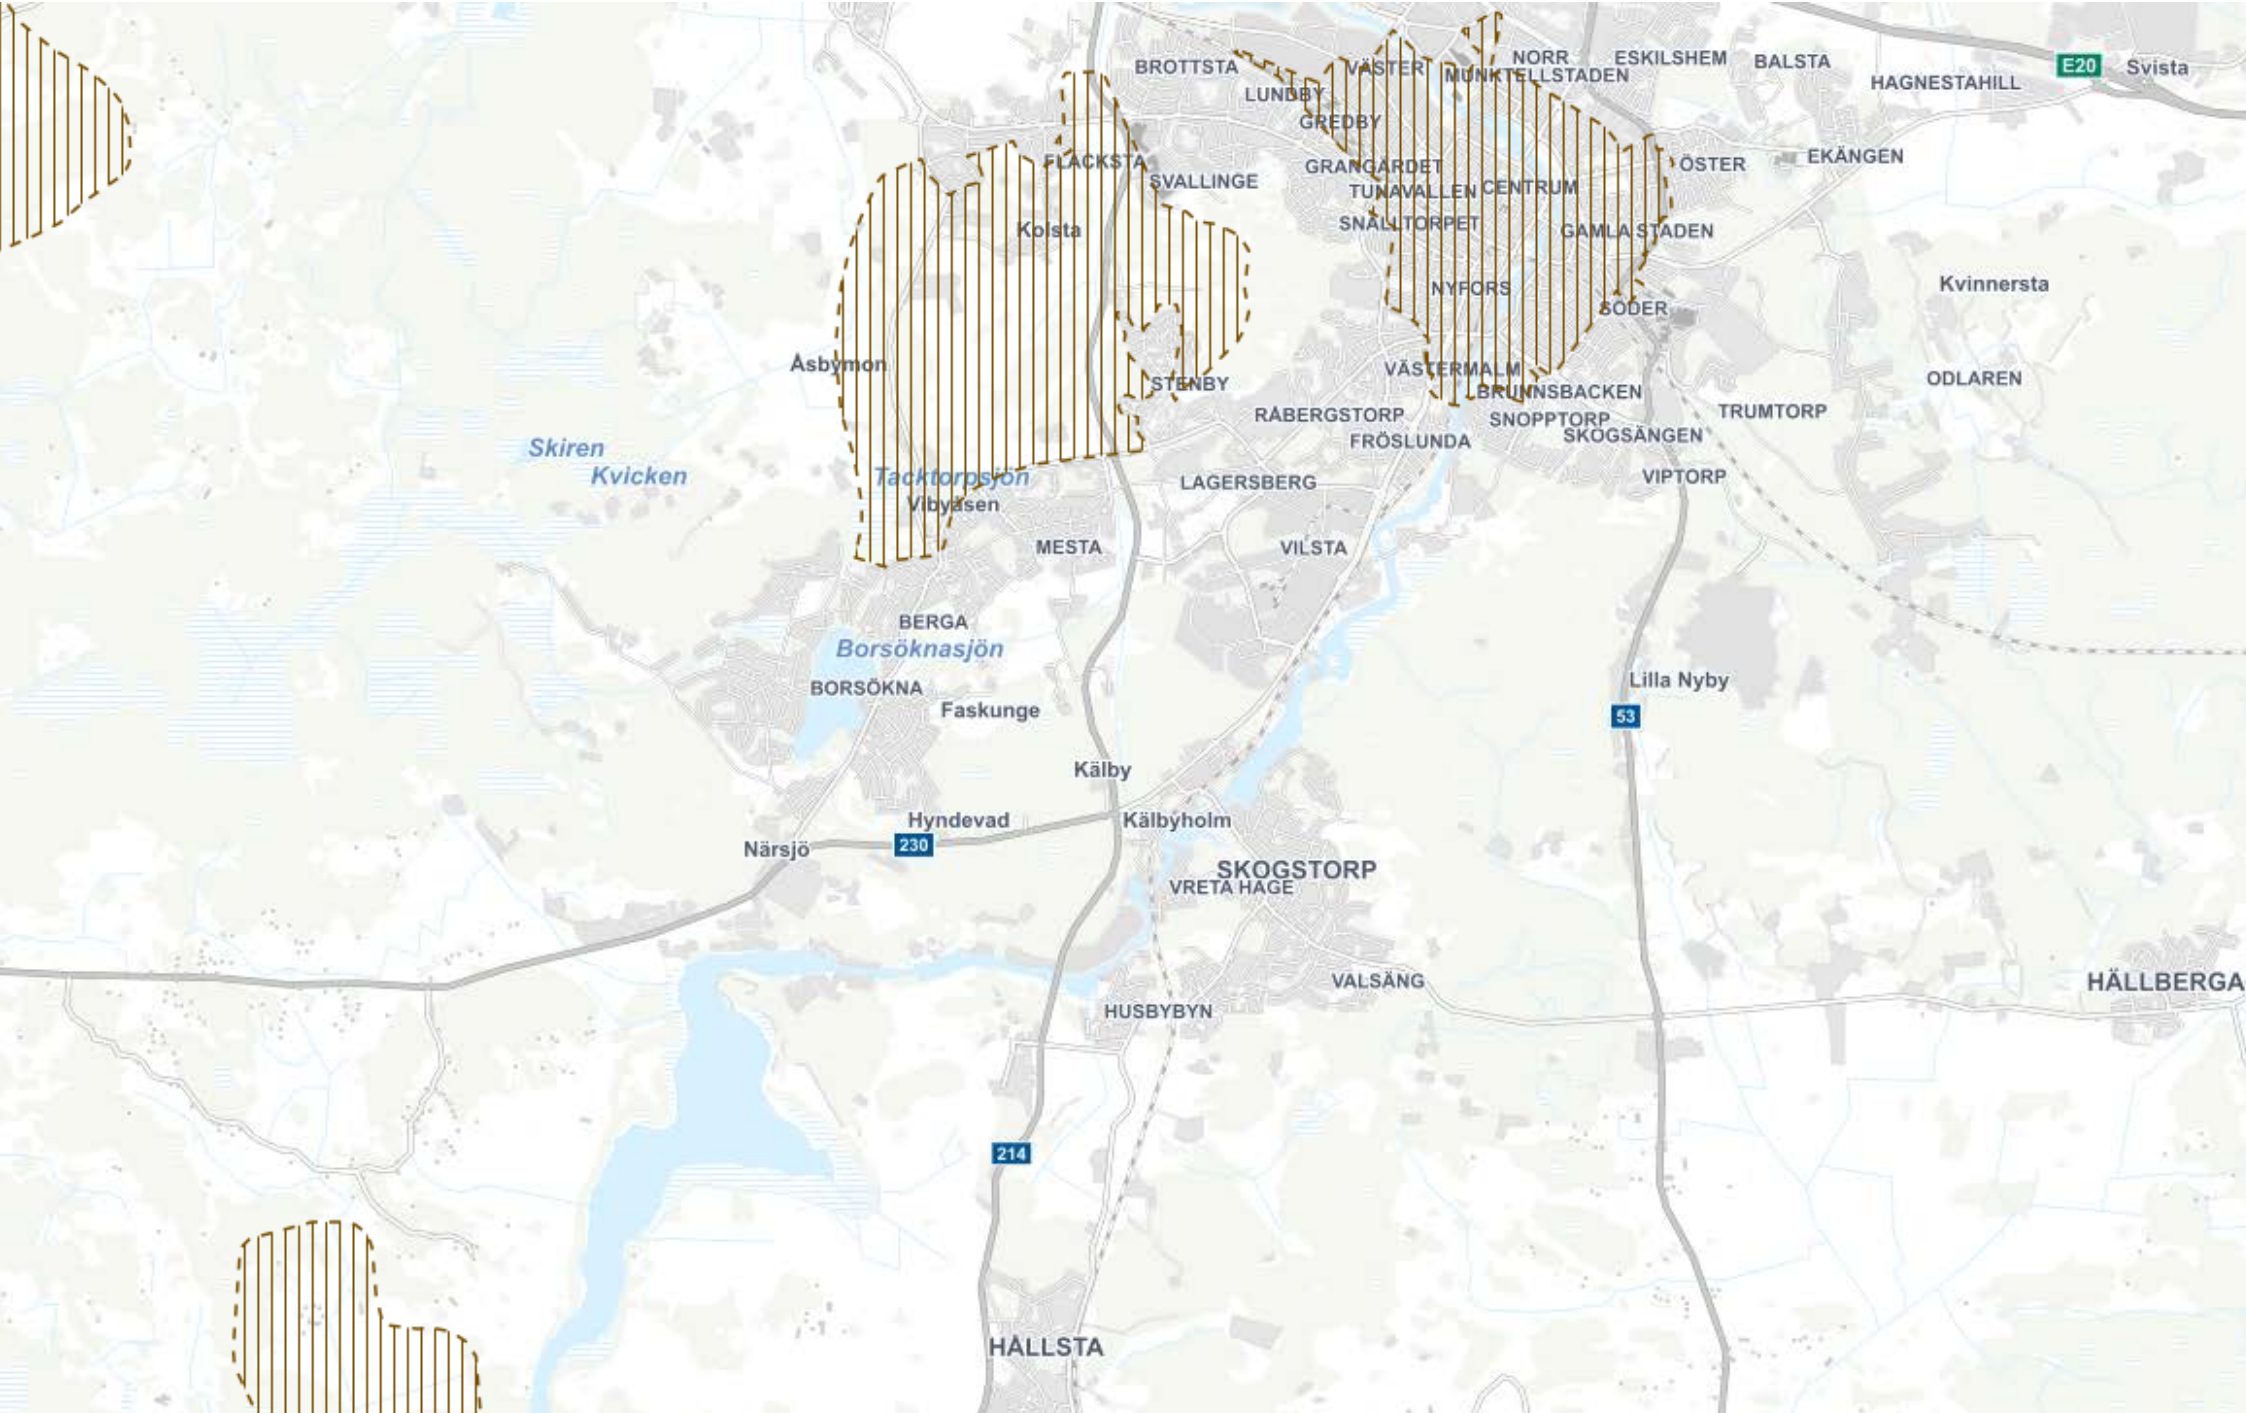 BROTTSTA
VÄSTER
NORR
MUNKTELLSTADEN
ESKILSHEM
BALSTA
HAGNESTAHILL
E20
Svista
LUNDBY
GREDBY
FLACKSTA
SVALLINGE
GRANGÄRDET
TUNAVALLEN
CENTRUM
ÖSTER
EKÄNGEN
Kolsta
SNÄLLTORPET
GAMLA STADEN
NYFORS
SÖDER
Kvinnersta
Åsbymon
STENBY
VÄSTERMALM
BRUNNSBACKEN
ODLAREN
RÅBERGSTORP
SNOPPTORP
TRUMTORP
FRÖSLUNDA
SKOGSÄNGEN
Skiren
Kvicken
Tacktorpsjön
Vibyåsen
LAGERSBERG
VIPTORP
MESTA
VILSTA
BERGA
Borsöknasjön
BORSÖKNA
Faskunge
Lilla Nyby
53
Kälby
Hyndevad
Kälbyholm
Närsjö
230
SKOGSTORP
VRETA HAGE
VALSÄNG
HÄLLBERGA
HUSBYBYN
214
HÅLLSTA